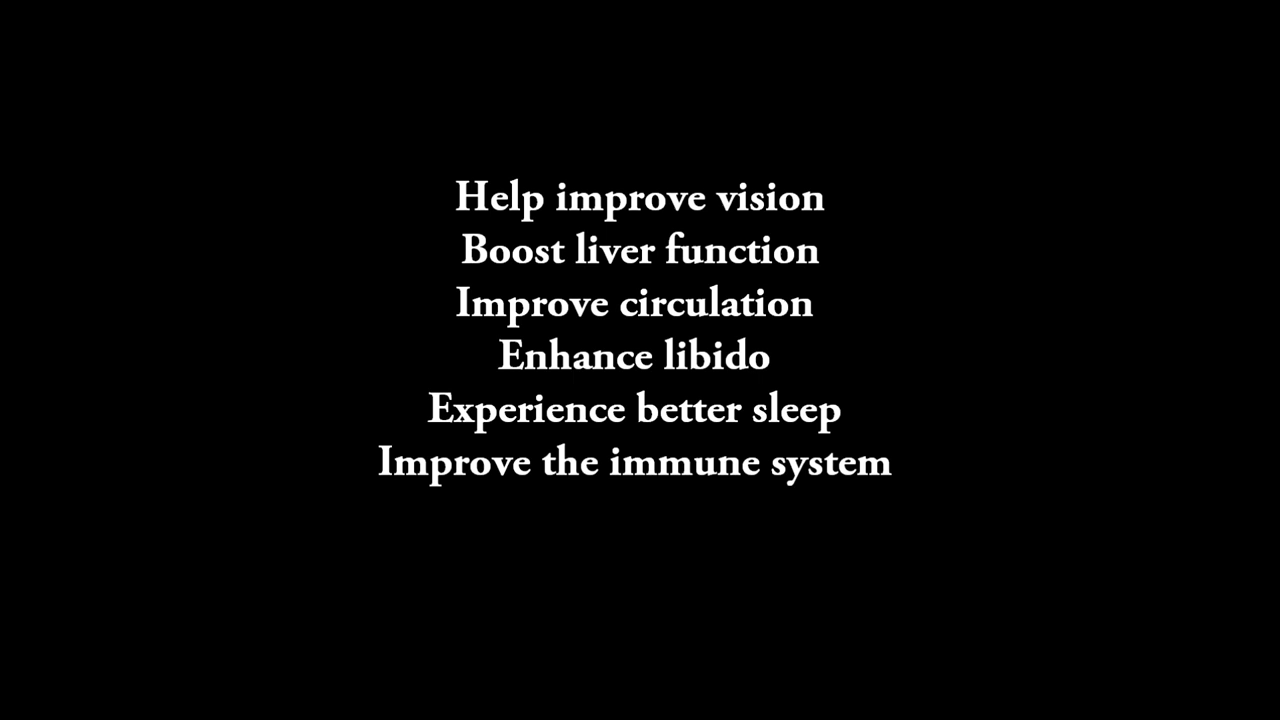 Help improve vision
Boost liver function
Improve circulation
Enhance libido
Experience better sleep
Improve the immune system